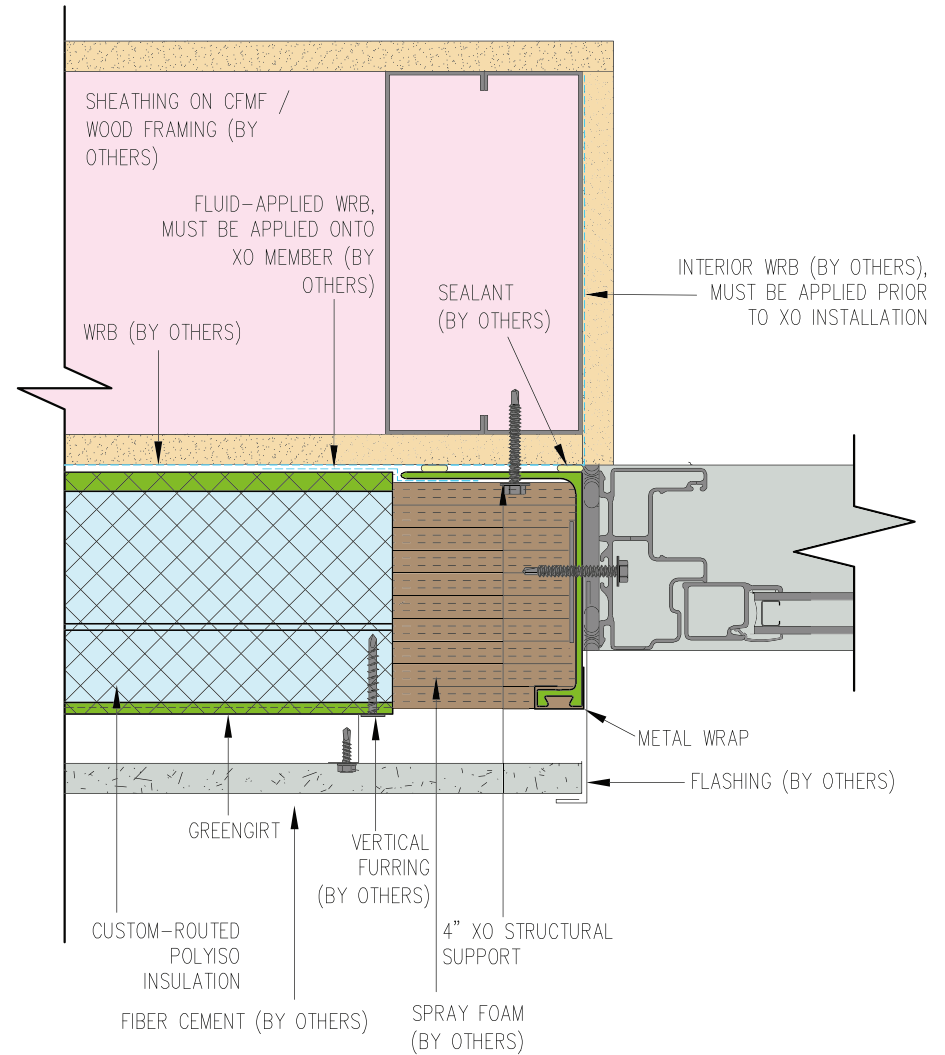 SHEATHING ON CFMF /
WOOD FRAMING (BY
OTHERS)
FLUID-APPLIED WRB,
MUST BE APPLIED ONTO
XO MEMBER (BY
OTHERS)
SEALANT
(BY OTHERS)
INTERIOR WRB (BY OTHERS),
MUST BE APPLIED PRIOR
TO XO INSTALLATION
WRB (BY OTHERS)
METAL WRAP
FLASHING (BY OTHERS)
GREENGIRT
VERTICAL
FURRING
(BY OTHERS)
CUSTOM-ROUTED
POLYISO
INSULATION
4" XO STRUCTURAL
SUPPORT
FIBER CEMENT (BY OTHERS)
SPRAY FOAM
(BY OTHERS)